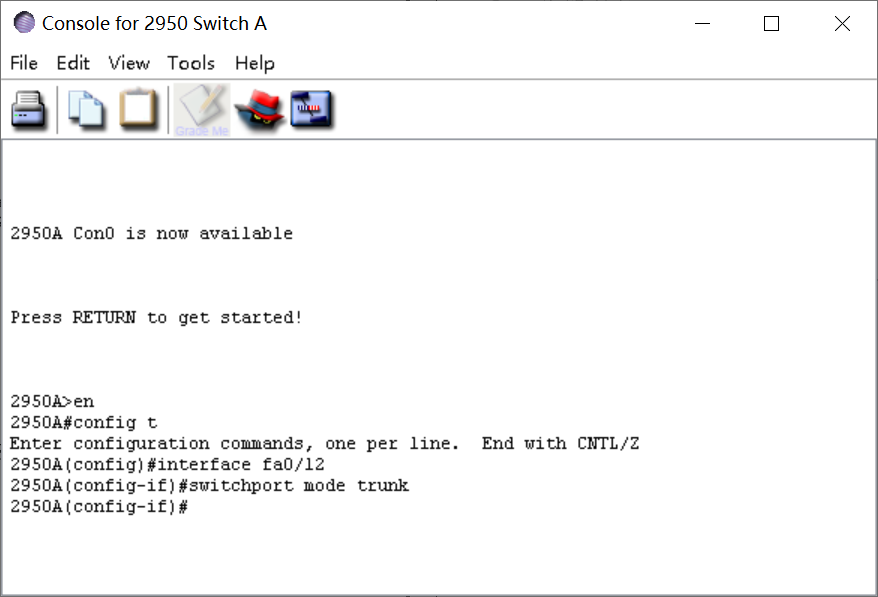 Console for 2950 Switch A
File Edit View Tools Help
Grade Me
2950A Con0 is now available
Press RETURN to get started!
2950A>en
2950A#config t
Enter configuration commands, one per line.  End with CNTL/Z
2950A(config)#interface fa0/12
2950A(config-if)#switchport mode trunk
2950A(config-if)#